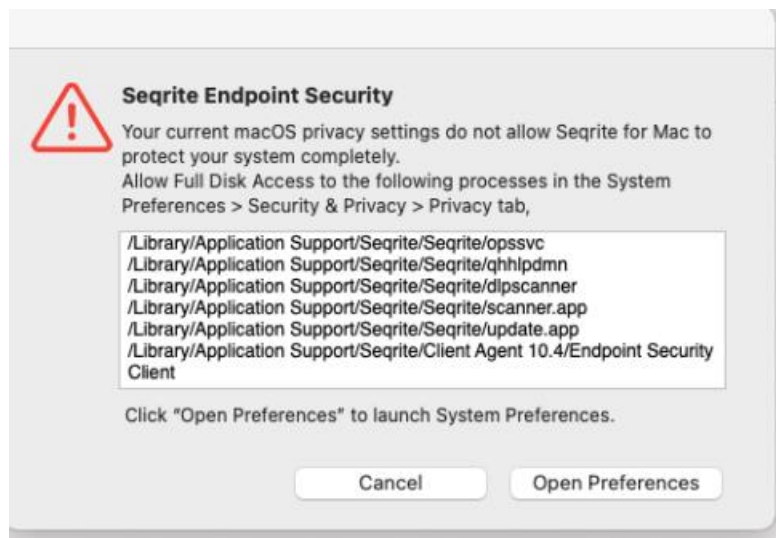 Seqrite Endpoint Security
Your current macOS privacy settings do not allow Seqrite for Mac to
protect your system completely.
Allow Full Disk Access to the following processes in the System
Preferences > Security & Privacy > Privacy tab,
/Library/Application Support/Seqrite/Seqrite/opssvc
/Library/Application Support/Seqrite/Seqrite/qhhlpdmn
/Library/Application Support/Seqrite/Seqrite/dlpscanner
/Library/Application Support/Seqrite/Seqrite/scanner.app
/Library/Application Support/Seqrite/Seqrite/update.app
/Library/Application Support/Seqrite/Client Agent 10.4/Endpoint Security
Client
Click “Open Preferences” to launch System Preferences.
Cancel
Open Preferences